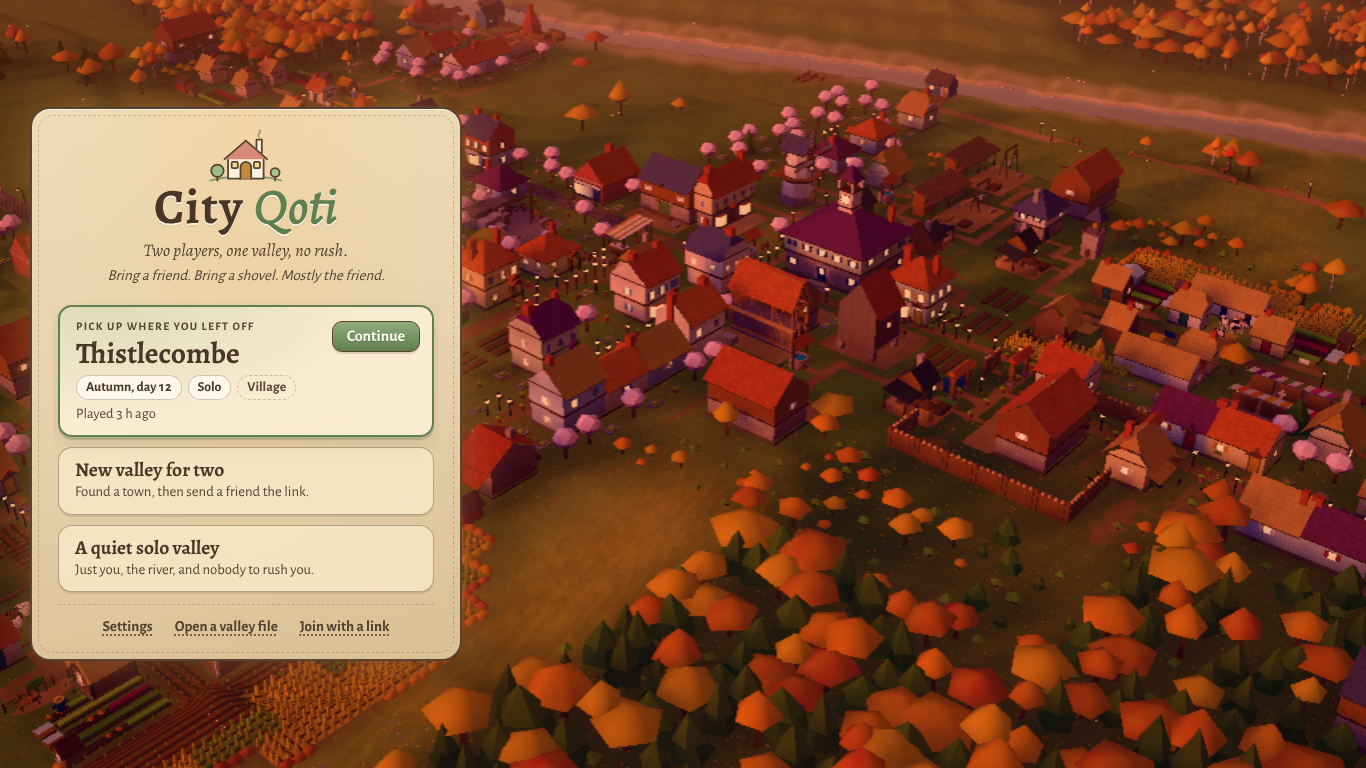 City Qoti
Two players, one valley, no rush.
Bring a friend. Bring a shovel. Mostly the friend.
PICK UP WHERE YOU LEFT OFF
Continue
Thistlecombe
Autumn, day 12
Solo
Village
Played 3 h ago
New valley for two
Found a town, then send a friend the link.
A quiet solo valley
Just you, the river, and nobody to rush you.
Settings
Open a valley file
Join with a link